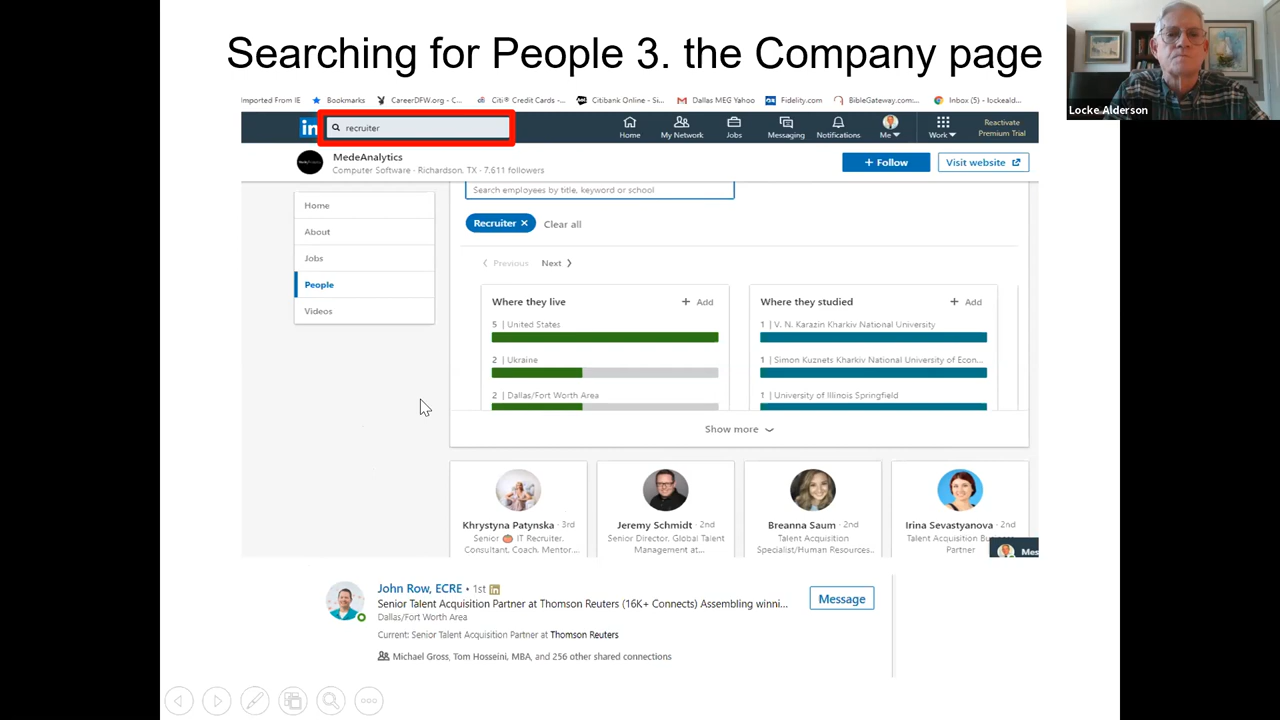 Searching for People 3. the Company page
Locke Alderson
Imported From IE Bookmarks CareerDFW.org - C... Citi® Credit Cards -... Citibank Online - Si... Dallas MEG Yahoo Fidelity.com BibleGateway.com:... Inbox (5) - lockeald...
in recruiter Home My Network Jobs Messaging Notifications Me Work Reactivate Premium Trial
MedeAnalytics
Computer Software · Richardson, TX · 7,611 followers
+ Follow Visit website
Search employees by title, keyword or school
Home
About
Jobs
People
Videos
Recruiter × Clear all
Previous Next
Where they live + Add
5 | United States
2 | Ukraine
2 | Dallas/Fort Worth Area
Where they studied + Add
1 | V. N. Karazin Kharkiv National University
1 | Simon Kuznets Kharkiv National University of Econ...
1 | University of Illinois Springfield
Show more
Khrystyna Patynska · 3rd
Senior IT Recruiter.
Consultant, Coach, Mentor...
Jeremy Schmidt · 2nd
Senior Director, Global Talent
Management at...
Breanna Saum · 2nd
Talent Acquisition
Specialist/Human Resources...
Irina Sevastyanova · 2nd
Talent Acquisition Business
Partner
Mes
John Row, ECRE • 1st in
Senior Talent Acquisition Partner at Thomson Reuters (16K+ Connects) Assembling winni...
Dallas/Fort Worth Area
Current: Senior Talent Acquisition Partner at Thomson Reuters
Michael Gross, Tom Hosseini, MBA, and 256 other shared connections
Message